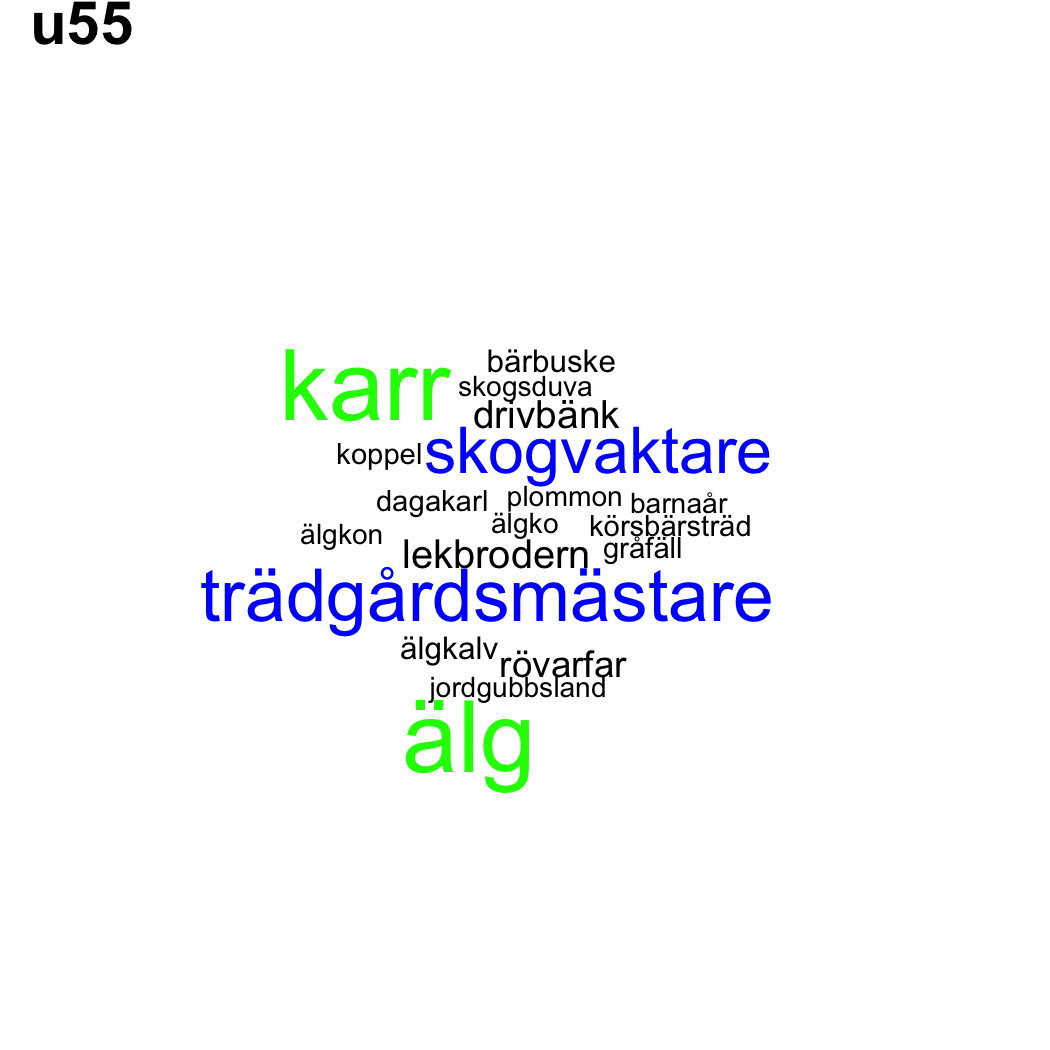 u55
karr
bärbuske
skogsduva
drivbänk
koppel
skogvaktare
dagakarl
plommon
barnaår
älgko
körsbärsträd
älgkon
lekbrodern
gråfäll
trädgårdsmästare
älgkalv
rövarfar
jordgubbsland
älg